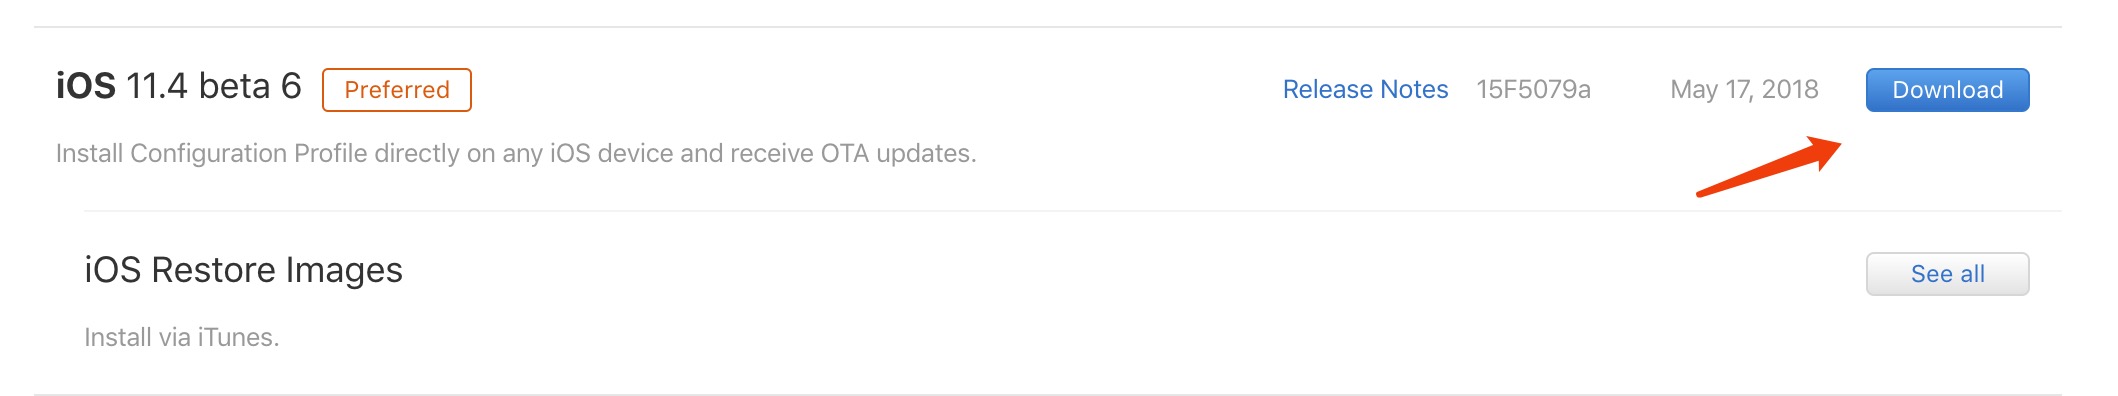 iOS 11.4 beta 6 Preferred Release Notes 15F5079a May 17, 2018 Download
Install Configuration Profile directly on any iOS device and receive OTA updates.
iOS Restore Images See all
Install via iTunes.